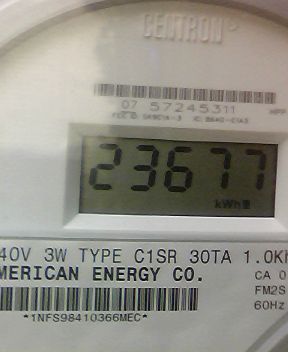 CENTRON
07 57245311
23677
kWh
40V 3W TYPE C1SR 30TA 1.0Kh
MERICAN ENERGY CO.
CA 0
FM2S
60Hz
*1NFS98410366MEC*